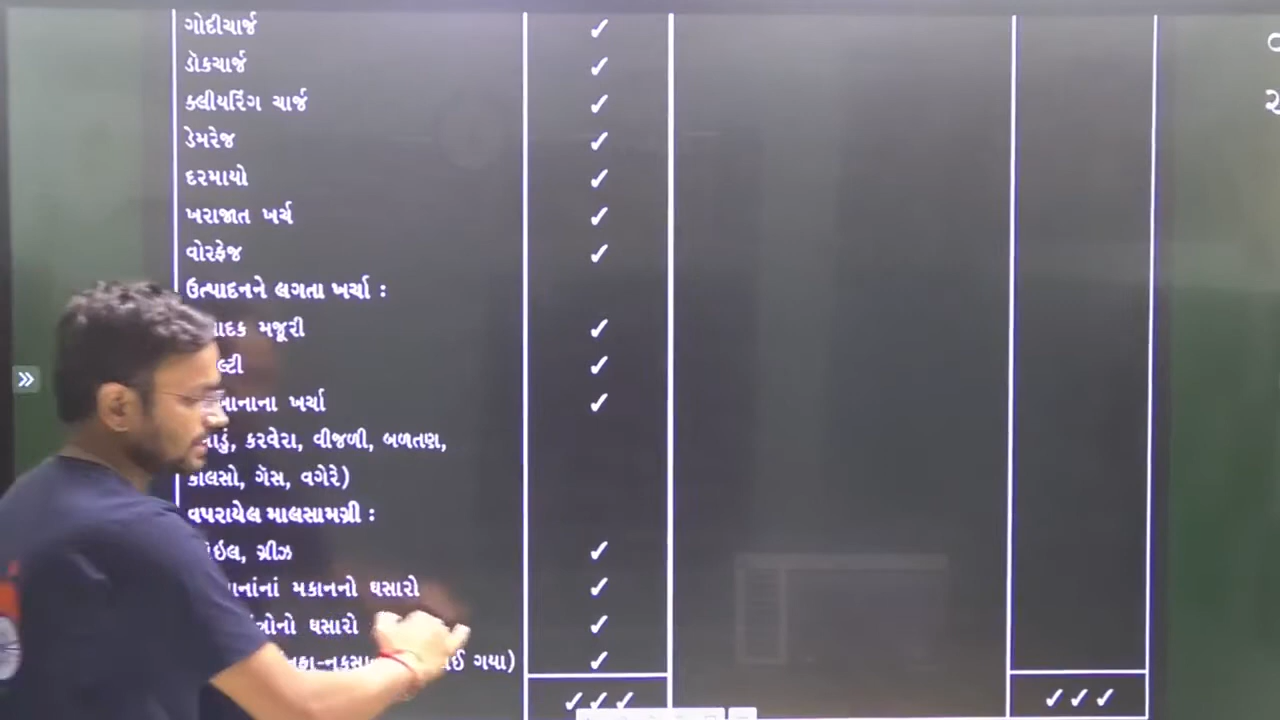 ગોદીચાર્જ ✓
ડૉકચાર્જ ✓
ક્લીયરિંગ ચાર્જ ✓
ડેમરેજ ✓
દરમાયો ✓
ખરાજાત ખર્ચ ✓
વોરફેજ ✓
ઉત્પાદનને લગતા ખર્ચા :
મજૂરી ✓
✓
ખર્ચા ✓
કરવેરા, વીજળી, બળતણ,
કોલસો, ગૅસ, વગેરે)
વપરાયેલ માલસામગ્રી :
ગ્રીઝ ✓
મકાનનો ઘસારો ✓
ઘસારો ✓
ગયા) ✓
✓✓✓ ✓✓✓